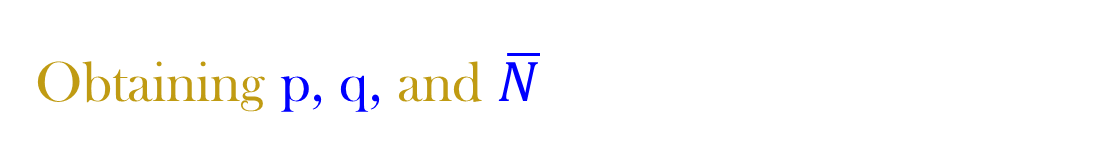 Obtaining p, q, and N̅